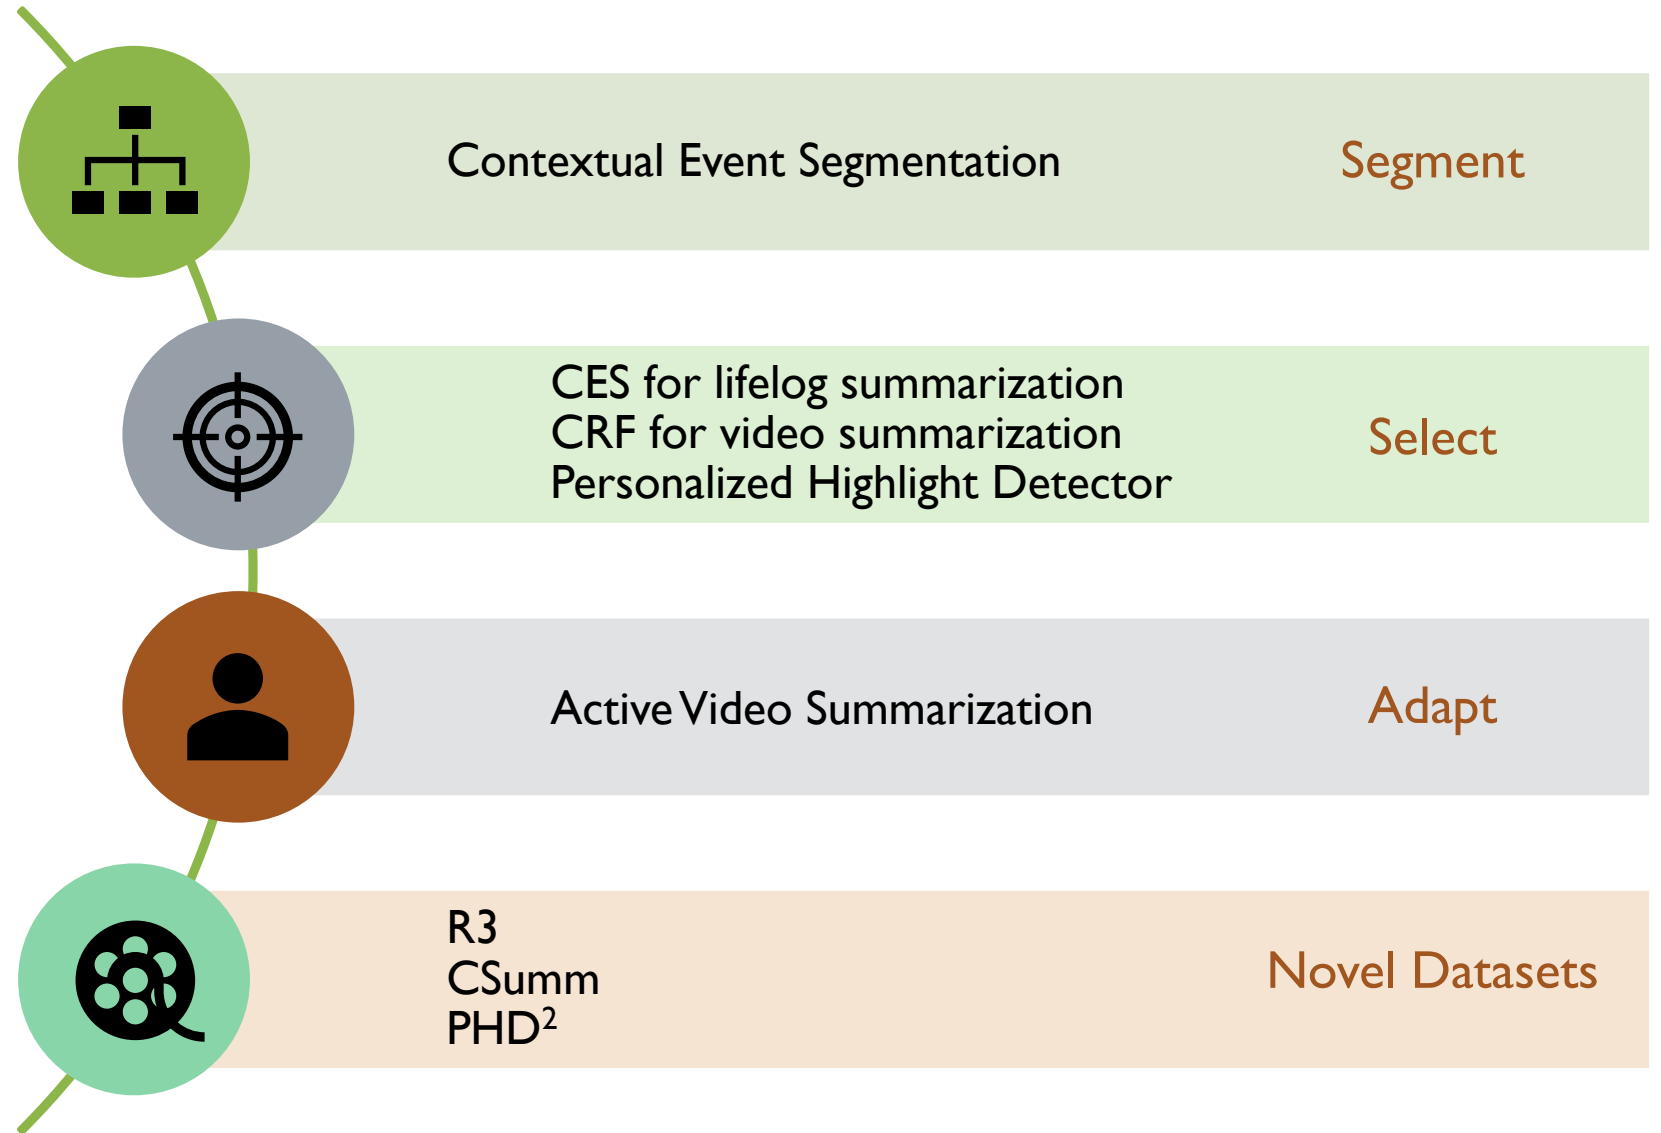 Contextual Event Segmentation
Segment
CES for lifelog summarization
CRF for video summarization
Personalized Highlight Detector
Select
Active Video Summarization
Adapt
R3
CSumm
PHD²
Novel Datasets